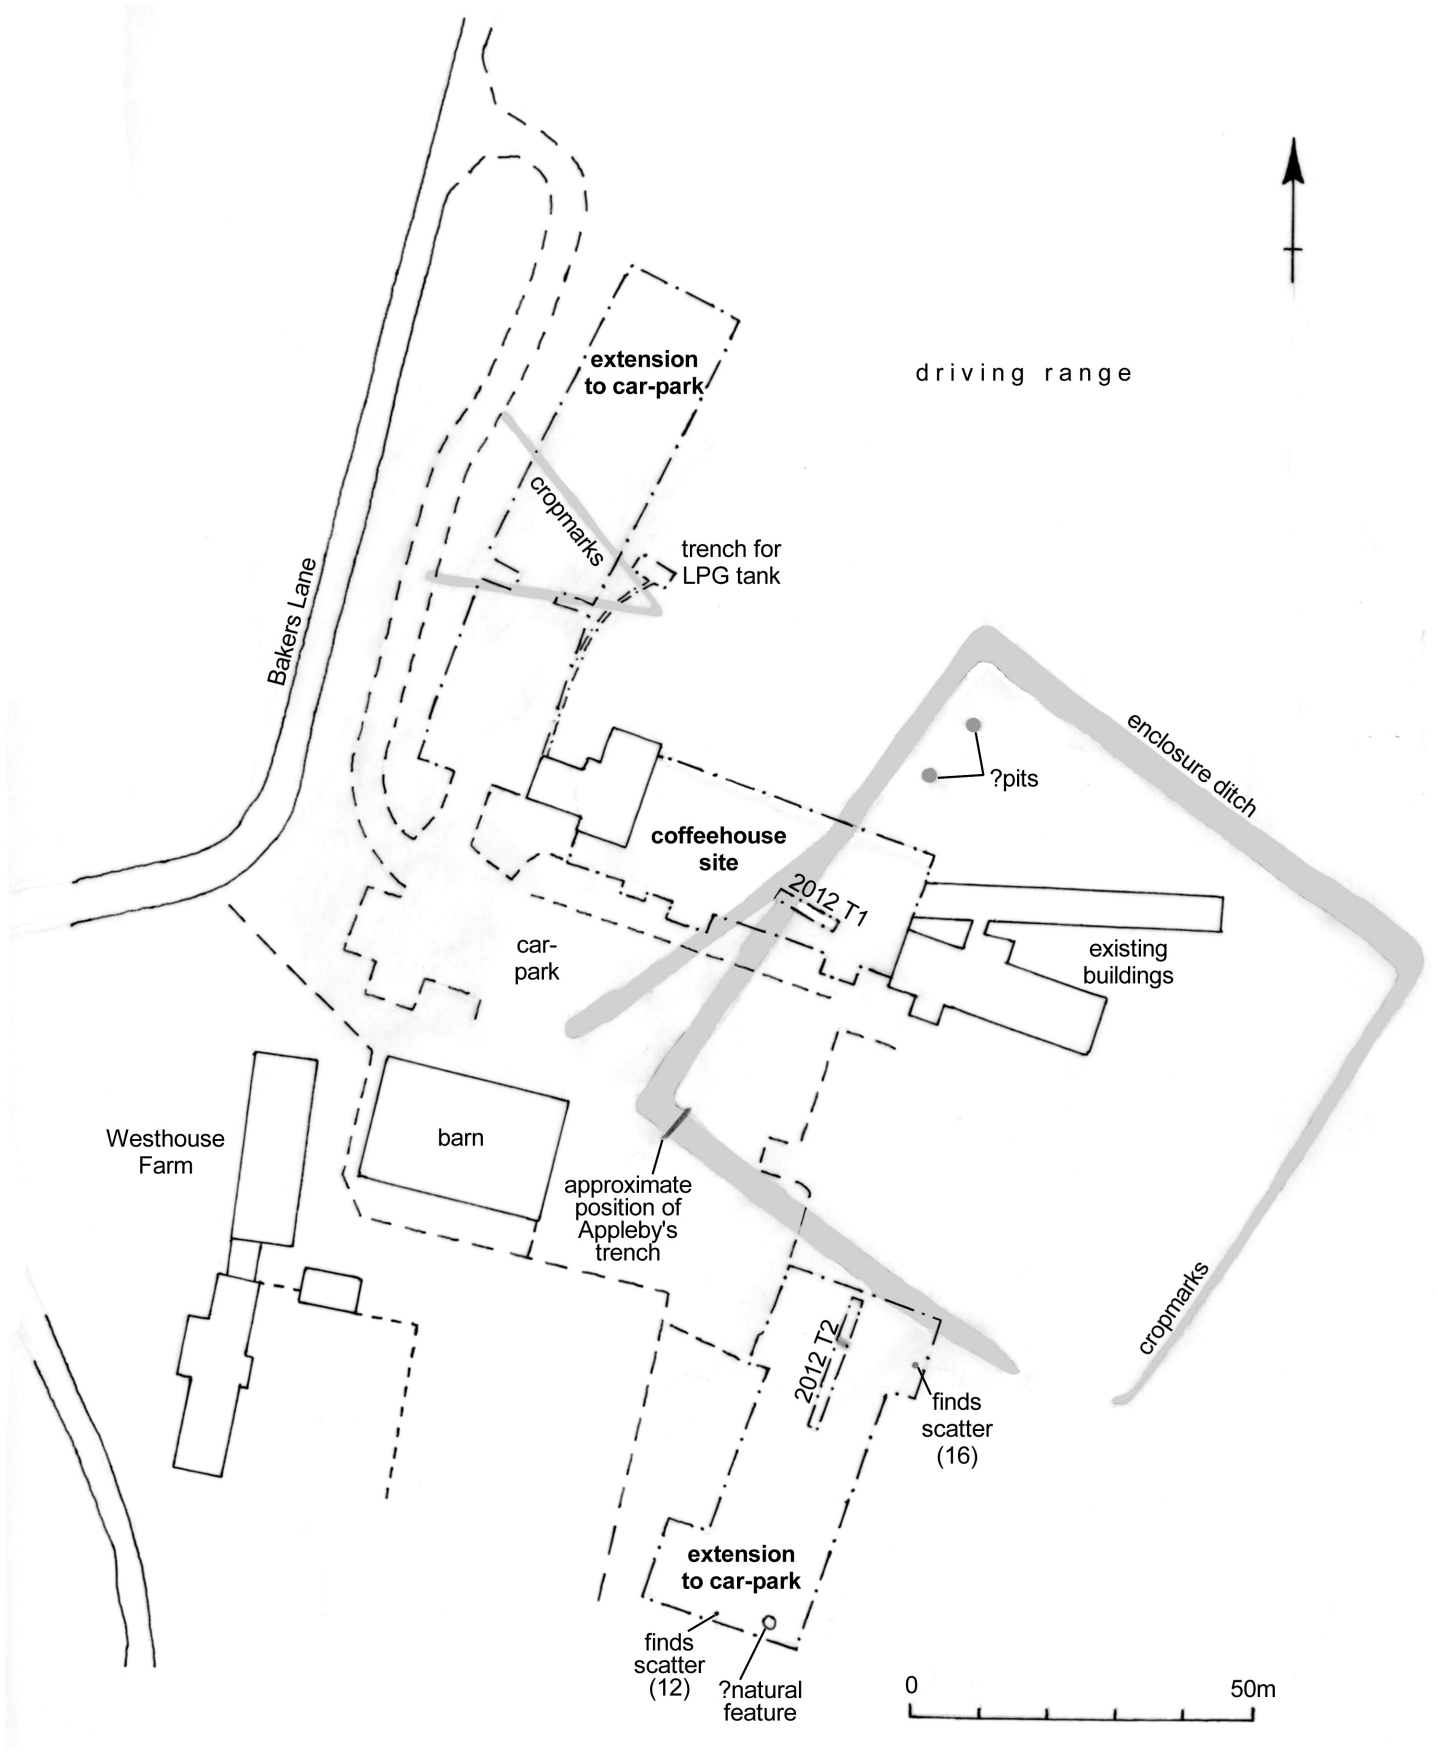 extension
to car-park
driving range
cropmarks
trench for
LPG tank
Bakers Lane
enclosure ditch
?pits
coffeehouse
site
2012 T1
car-
park
existing
buildings
Westhouse
Farm
barn
approximate
position of
Appleby's
trench
cropmarks
2012 T2
finds
scatter
(16)
extension
to car-park
finds
scatter
(12)
?natural
feature
0
50m